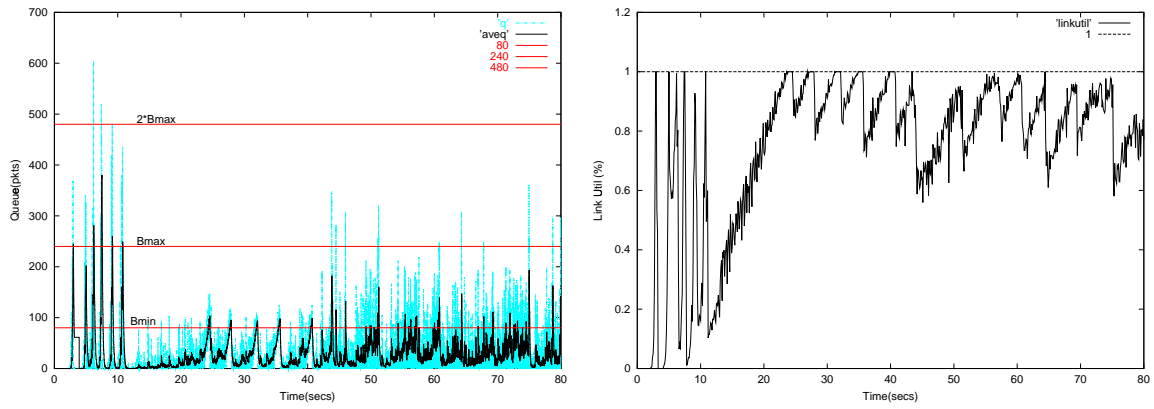 700
600
500
400
300
200
100
0
Queue(pkts)
'q'
'aveq'
80
240
480
2*Bmax
Bmax
Bmin
0 10 20 30 40 50 60 70 80
Time(secs)
1.2
1
0.8
0.6
0.4
0.2
0
Link Util (%)
'linkutil'
1
0 10 20 30 40 50 60 70 80
Time(secs)